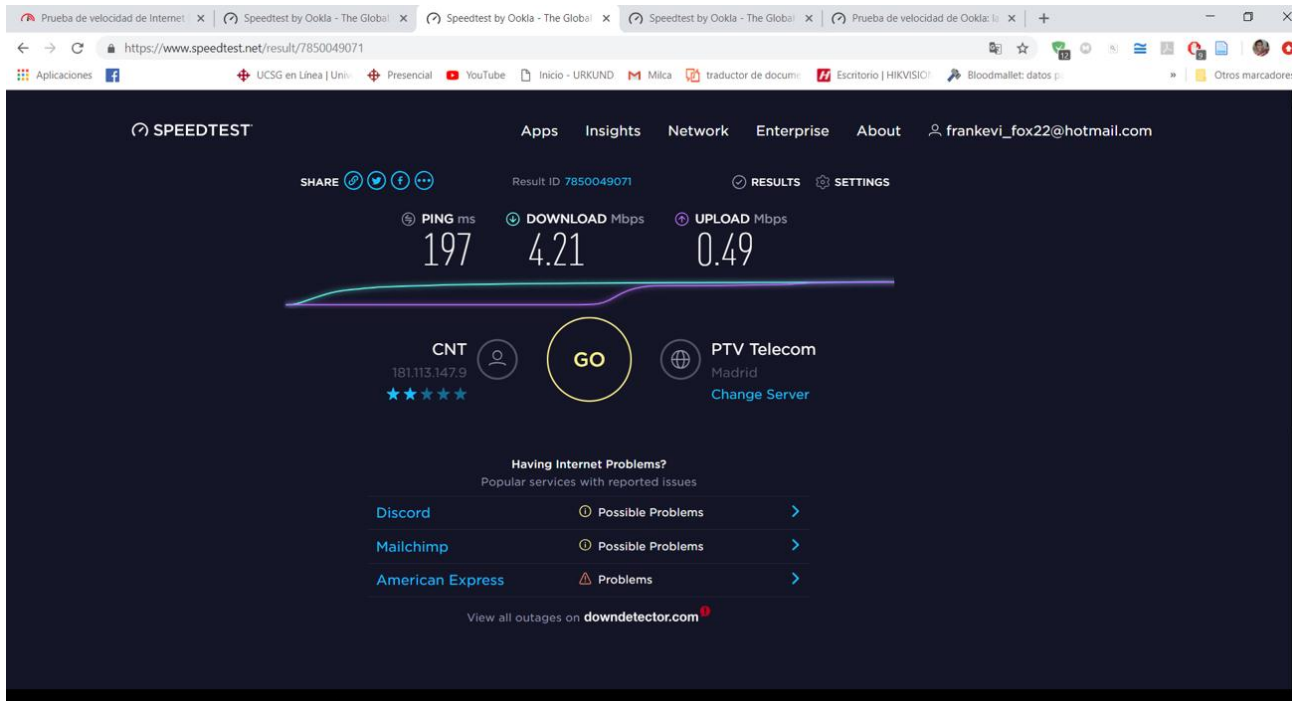 Prueba de velocidad de Internet
Speedtest by Ookla - The Global
Speedtest by Ookla - The Global
Speedtest by Ookla - The Global
Prueba de velocidad de Ookla: la
https://www.speedtest.net/result/7850049071
12
9
Aplicaciones
UCSG en Línea | Univ
Presencial
YouTube
Inicio - URKUND
Milca
traductor de docume
Escritorio | HIKVISIO
Bloodmallet: datos p
»
Otros marcadores
SPEEDTEST
Apps Insights Network Enterprise About frankevi_fox22@hotmail.com
SHARE Result ID 7850049071 RESULTS SETTINGS
PING ms DOWNLOAD Mbps UPLOAD Mbps
197 4.21 0.49
CNT
181.113.147.9
GO
PTV Telecom
Madrid
Change Server
Having Internet Problems?
Popular services with reported issues
Discord Possible Problems
Mailchimp Possible Problems
American Express Problems
View all outages on downdetector.com